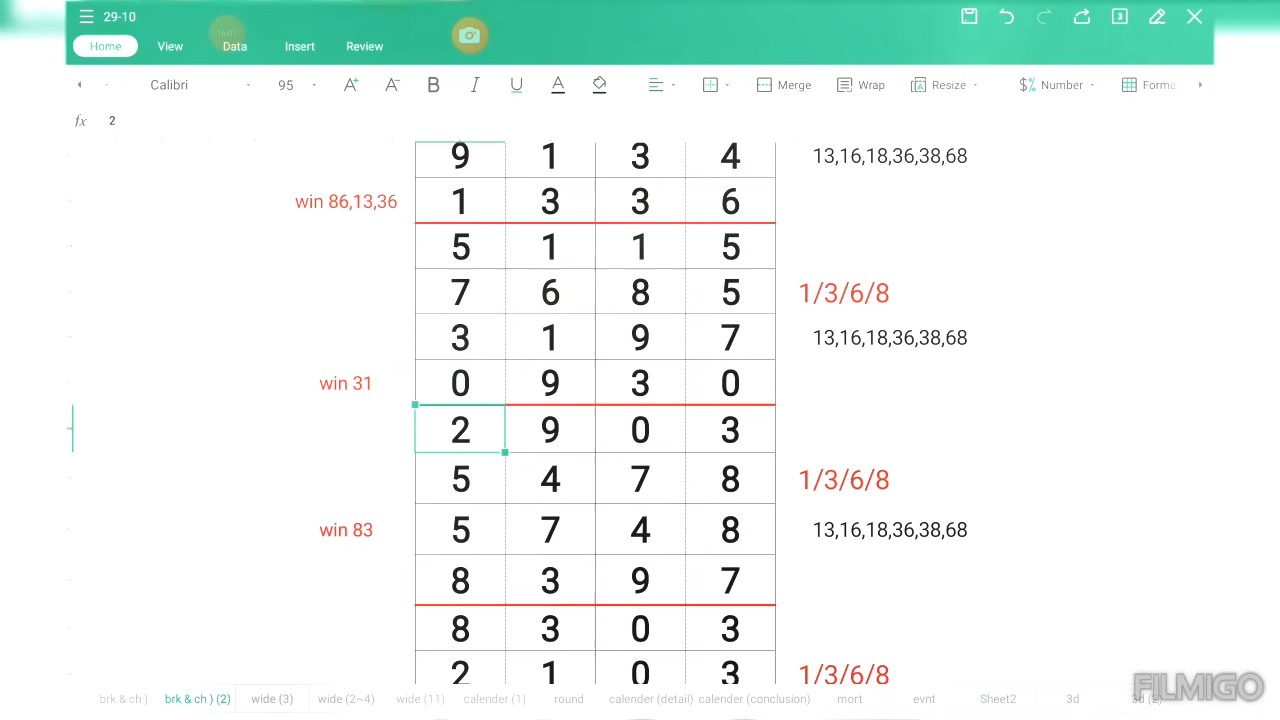 29-10
3
Home View Data Insert Review
Calibri 95 A+ A- B I U A Merge Wrap Resize $% Number Forma
fx 2
9 1 3 4 13,16,18,36,38,68
win 86,13,36 1 3 3 6
5 1 1 5
7 6 8 5 1/3/6/8
3 1 9 7 13,16,18,36,38,68
win 31 0 9 3 0
2 9 0 3
5 4 7 8 1/3/6/8
win 83 5 7 4 8 13,16,18,36,38,68
8 3 9 7
8 3 0 3
2 1 0 3 1/3/6/8
brk & ch ) brk & ch ) (2) wide (3) wide (2~4) wide (11) calender (1) round calender (detail) calender (conclusion) mort evnt Sheet2 3d 3d (2)
FILMIGO